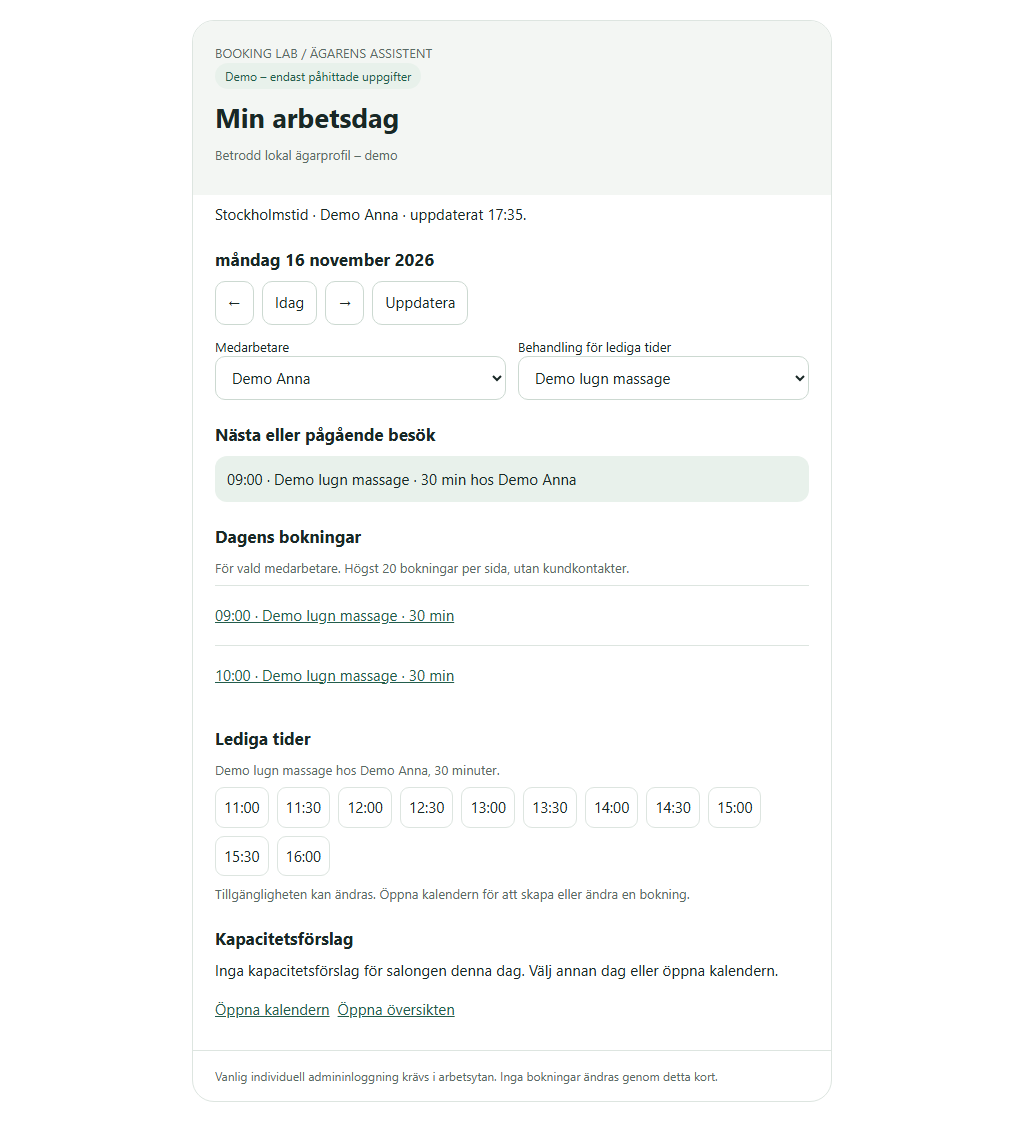 BOOKING LAB / ÄGARENS ASSISTENT
Demo – endast påhittade uppgifter
Min arbetsdag
Betrodd lokal ägarprofil – demo
Stockholmstid · Demo Anna · uppdaterat 17:35.
måndag 16 november 2026
← Idag → Uppdatera
Medarbetare Behandling för lediga tider
Demo Anna Demo lugn massage
Nästa eller pågående besök
09:00 · Demo lugn massage · 30 min hos Demo Anna
Dagens bokningar
För vald medarbetare. Högst 20 bokningar per sida, utan kundkontakter.
09:00 · Demo lugn massage · 30 min
10:00 · Demo lugn massage · 30 min
Lediga tider
Demo lugn massage hos Demo Anna, 30 minuter.
11:00 11:30 12:00 12:30 13:00 13:30 14:00 14:30 15:00
15:30 16:00
Tillgängligheten kan ändras. Öppna kalendern för att skapa eller ändra en bokning.
Kapacitetsförslag
Inga kapacitetsförslag för salongen denna dag. Välj annan dag eller öppna kalendern.
Öppna kalendern Öppna översikten
Vanlig individuell admininloggning krävs i arbetsytan. Inga bokningar ändras genom detta kort.